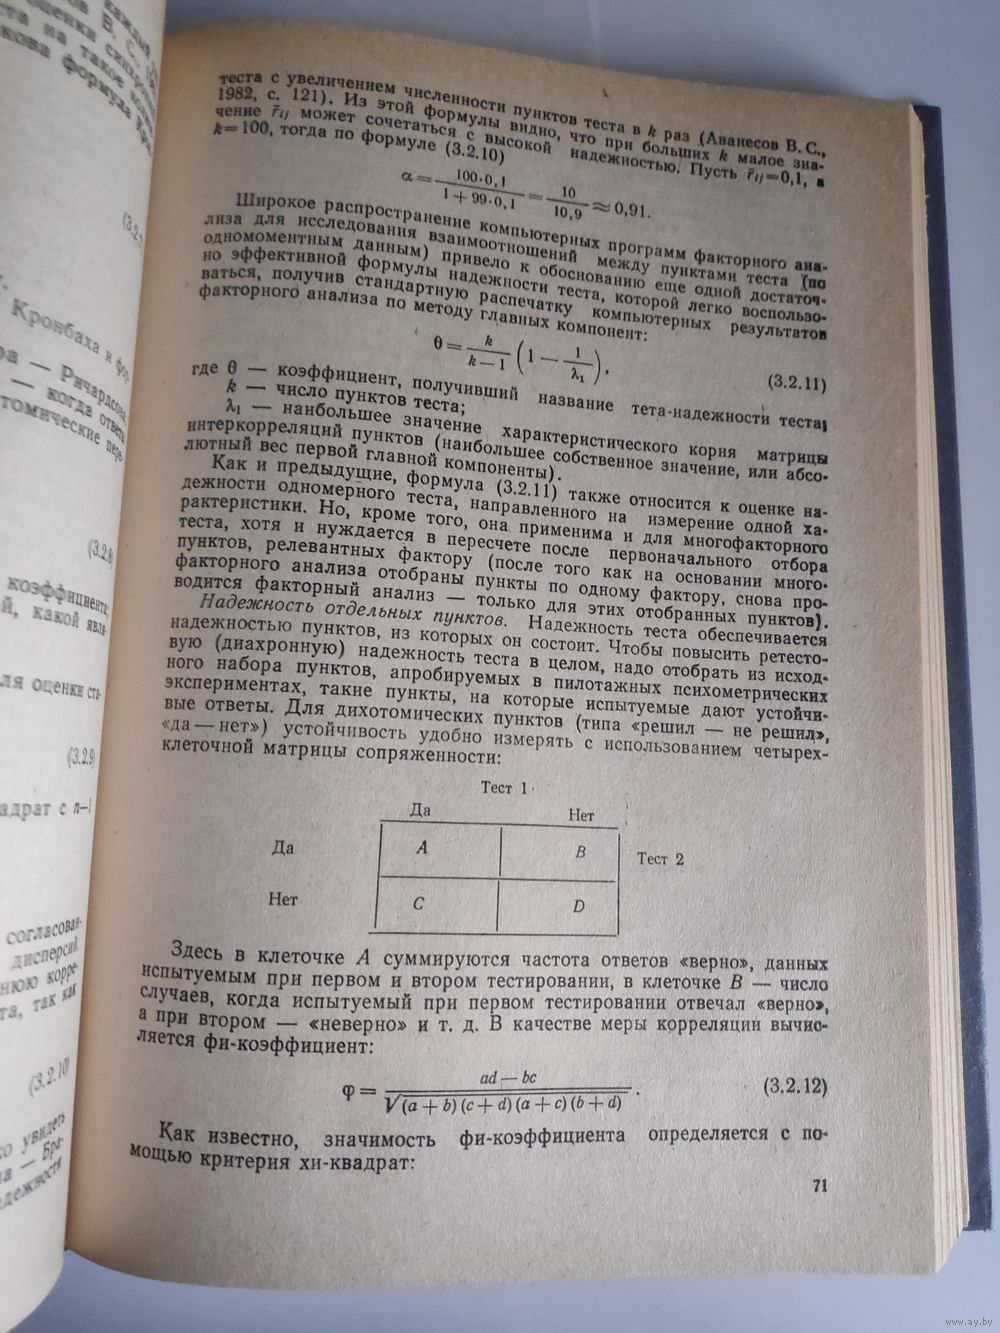 теста с увеличением численности пунктов теста в k раз (Аванесов В. С.,
1982, с. 121). Из этой формулы видно, что при больших k малое зна-
чение r̄ij может сочетаться с высокой надежностью. Пусть r̄ij=0,1, а
k=100, тогда по формуле (3.2.10)
α = 100·0,1 / 1 + 99·0,1 = 10 / 10,9 ≈ 0,91.
Широкое распространение компьютерных программ факторного ана-
лиза для исследования взаимоотношений между пунктами теста (по
одномоментным данным) привело к обоснованию еще одной достаточ-
но эффективной формулы надежности теста, которой легко воспользо-
ваться, получив стандартную распечатку компьютерных результатов
факторного анализа по методу главных компонент:
θ = k / k — 1 (1 — 1 / λ₁), (3.2.11)
где θ — коэффициент, получивший название тета-надежности теста;
k — число пунктов теста;
λ₁ — наибольшее значение характеристического корня матрицы
интеркорреляций пунктов (наибольшее собственное значение, или абсо-
лютный вес первой главной компоненты).
Как и предыдущие, формула (3.2.11) также относится к оценке на-
дежности одномерного теста, направленного на измерение одной ха-
рактеристики. Но, кроме того, она применима и для многофакторного
теста, хотя и нуждается в пересчете после первоначального отбора
пунктов, релевантных фактору (после того как на основании много-
факторного анализа отобраны пункты по одному фактору, снова про-
водится факторный анализ — только для этих отобранных пунктов).
Надежность отдельных пунктов. Надежность теста обеспечивается
надежностью пунктов, из которых он состоит. Чтобы повысить ретесто-
вую (диахронную) надежность теста в целом, надо отобрать из исход-
ного набора пунктов, апробируемых в пилотажных психометрических
экспериментах, такие пункты, на которые испытуемые дают устойчи-
вые ответы. Для дихотомических пунктов (типа «решил — не решил»,
«да — нет») устойчивость удобно измерять с использованием четырех-
клеточной матрицы сопряженности:
Тест 1
Да Нет
Да A B Тест 2
Нет C D
Здесь в клеточке A суммируются частота ответов «верно», данных
испытуемым при первом и втором тестировании, в клеточке B — число
случаев, когда испытуемый при первом тестировании отвечал «верно»,
а при втором — «неверно» и т. д. В качестве меры корреляции вычис-
ляется фи-коэффициент:
φ = ad — bc / √(a + b) (c + d) (a + c) (b + d) . (3.2.12)
Как известно, значимость фи-коэффициента определяется с по-
мощью критерия хи-квадрат:
71
www.ay.by